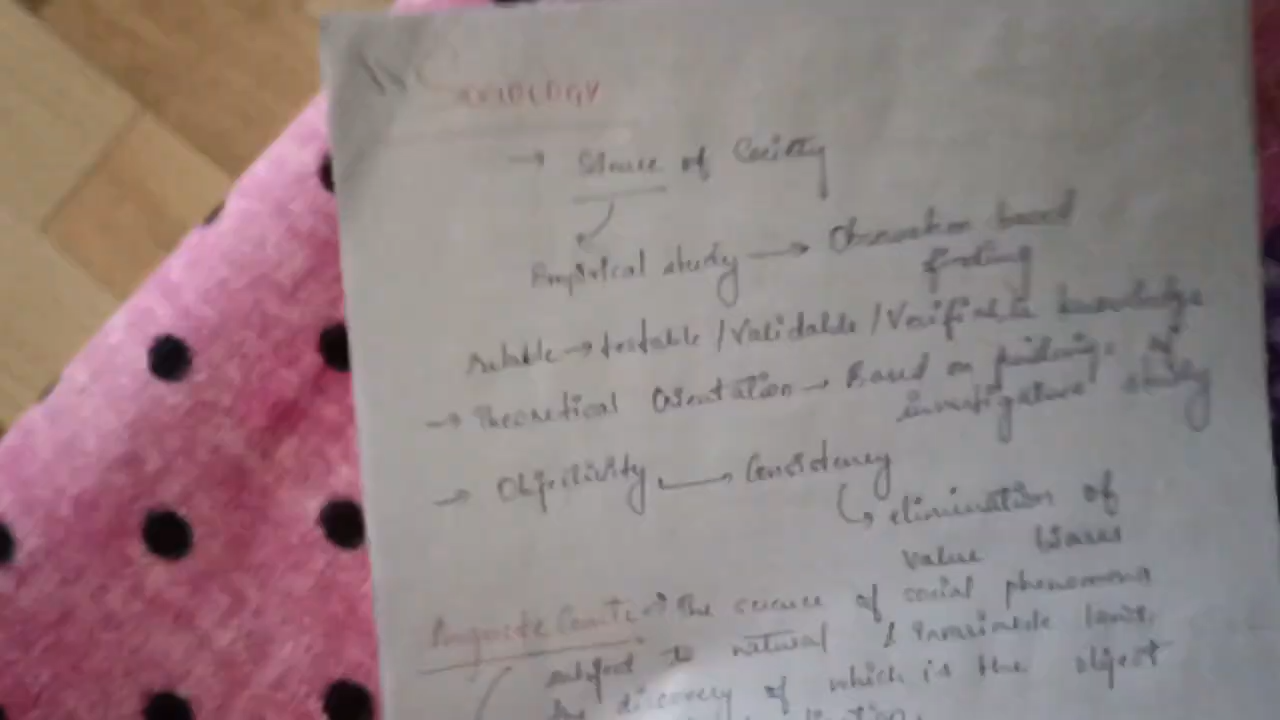 SOCIOLOGY
→ Science of Society
Empirical study → Observation based
finding
reliable → testable / Validable / Verifiable knowledge
→ Theoretical Orientation → Based on findings of
investigative study
→ Objectivity → Consistency
↳ elimination of
value biases
Auguste Comte → The science of social phenomena
subject to natural & invariable laws,
the discovery of which is the object